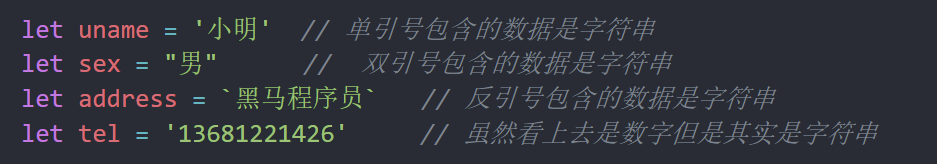 let uname = '小明'  // 单引号包含的数据是字符串
let sex = "男"      //  双引号包含的数据是字符串
let address = `黑马程序员`   // 反引号包含的数据是字符串
let tel = '13681221426'     // 虽然看上去是数字但是其实是字符串